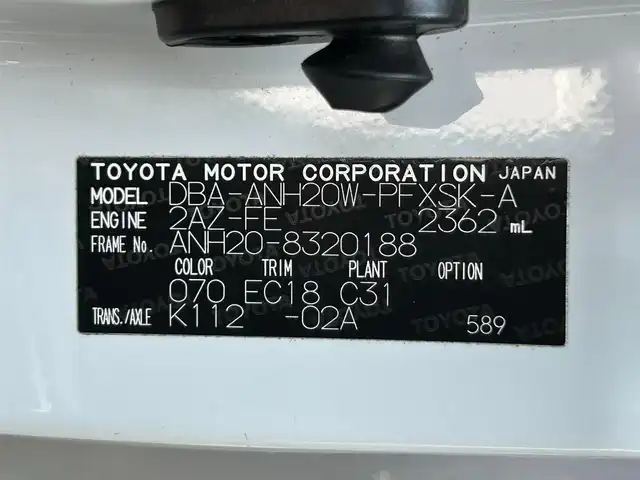 TOYOTA MOTOR CORPORATION JAPAN
MODEL DBA-ANH20W-PFXSK-A
ENGINE 2AZ-FE 2362 mL
FRAME No. ANH20-8320188
COLOR TRIM PLANT OPTION
070 EC18 C31
TRANS./AXLE K112 -02A 589